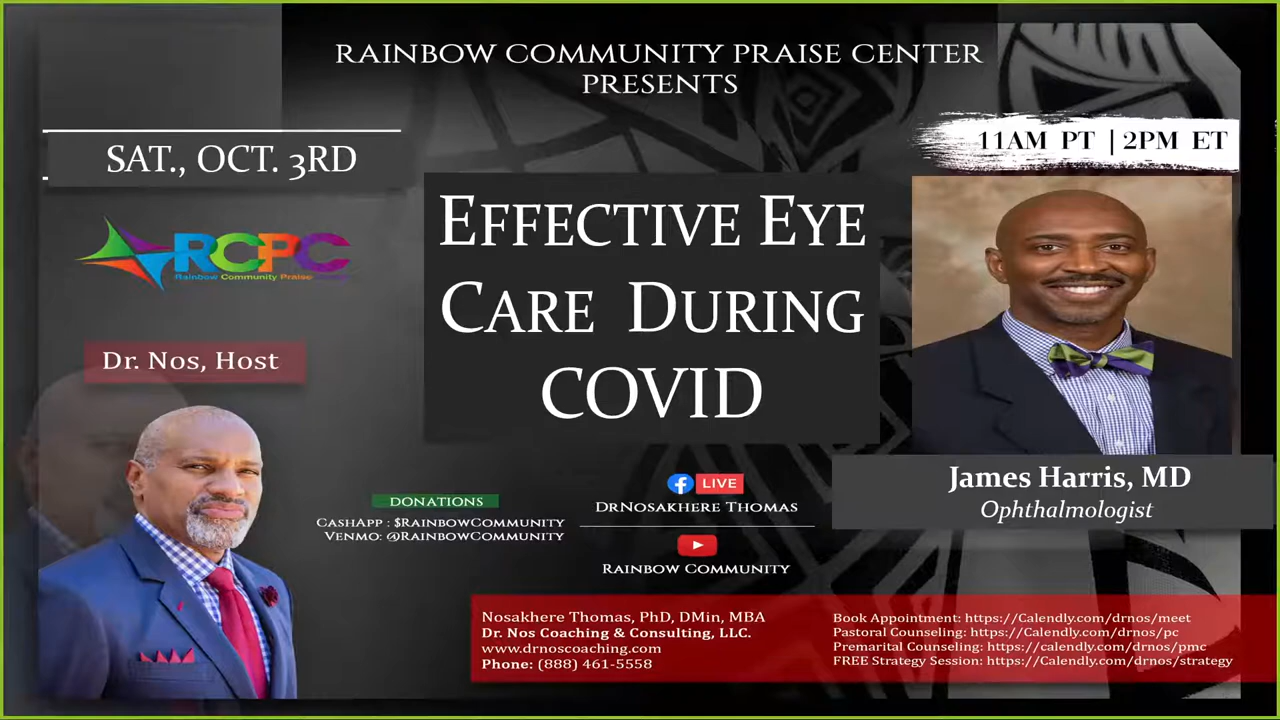 RAINBOW COMMUNITY PRAISE CENTER
PRESENTS
SAT., OCT. 3RD
11AM PT | 2PM ET
RCPC
Rainbow Community Praise
EFFECTIVE EYE
CARE DURING
COVID
Dr. Nos, Host
James Harris, MD
Ophthalmologist
DONATIONS
CASHAPP : $RAINBOWCOMMUNITY
VENMO: @RAINBOWCOMMUNITY
LIVE
DRNOSAKHERE THOMAS
RAINBOW COMMUNITY
Nosakhere Thomas, PhD, DMin, MBA
Dr. Nos Coaching & Consulting, LLC.
www.drnoscoaching.com
Phone: (888) 461-5558
Book Appointment: https://Calendly.com/drnos/meet
Pastoral Counseling: https://Calendly.com/drnos/pc
Premarital Counseling: https://calendly.com/drnos/pmc
FREE Strategy Session: https://Calendly.com/drnos/strategy